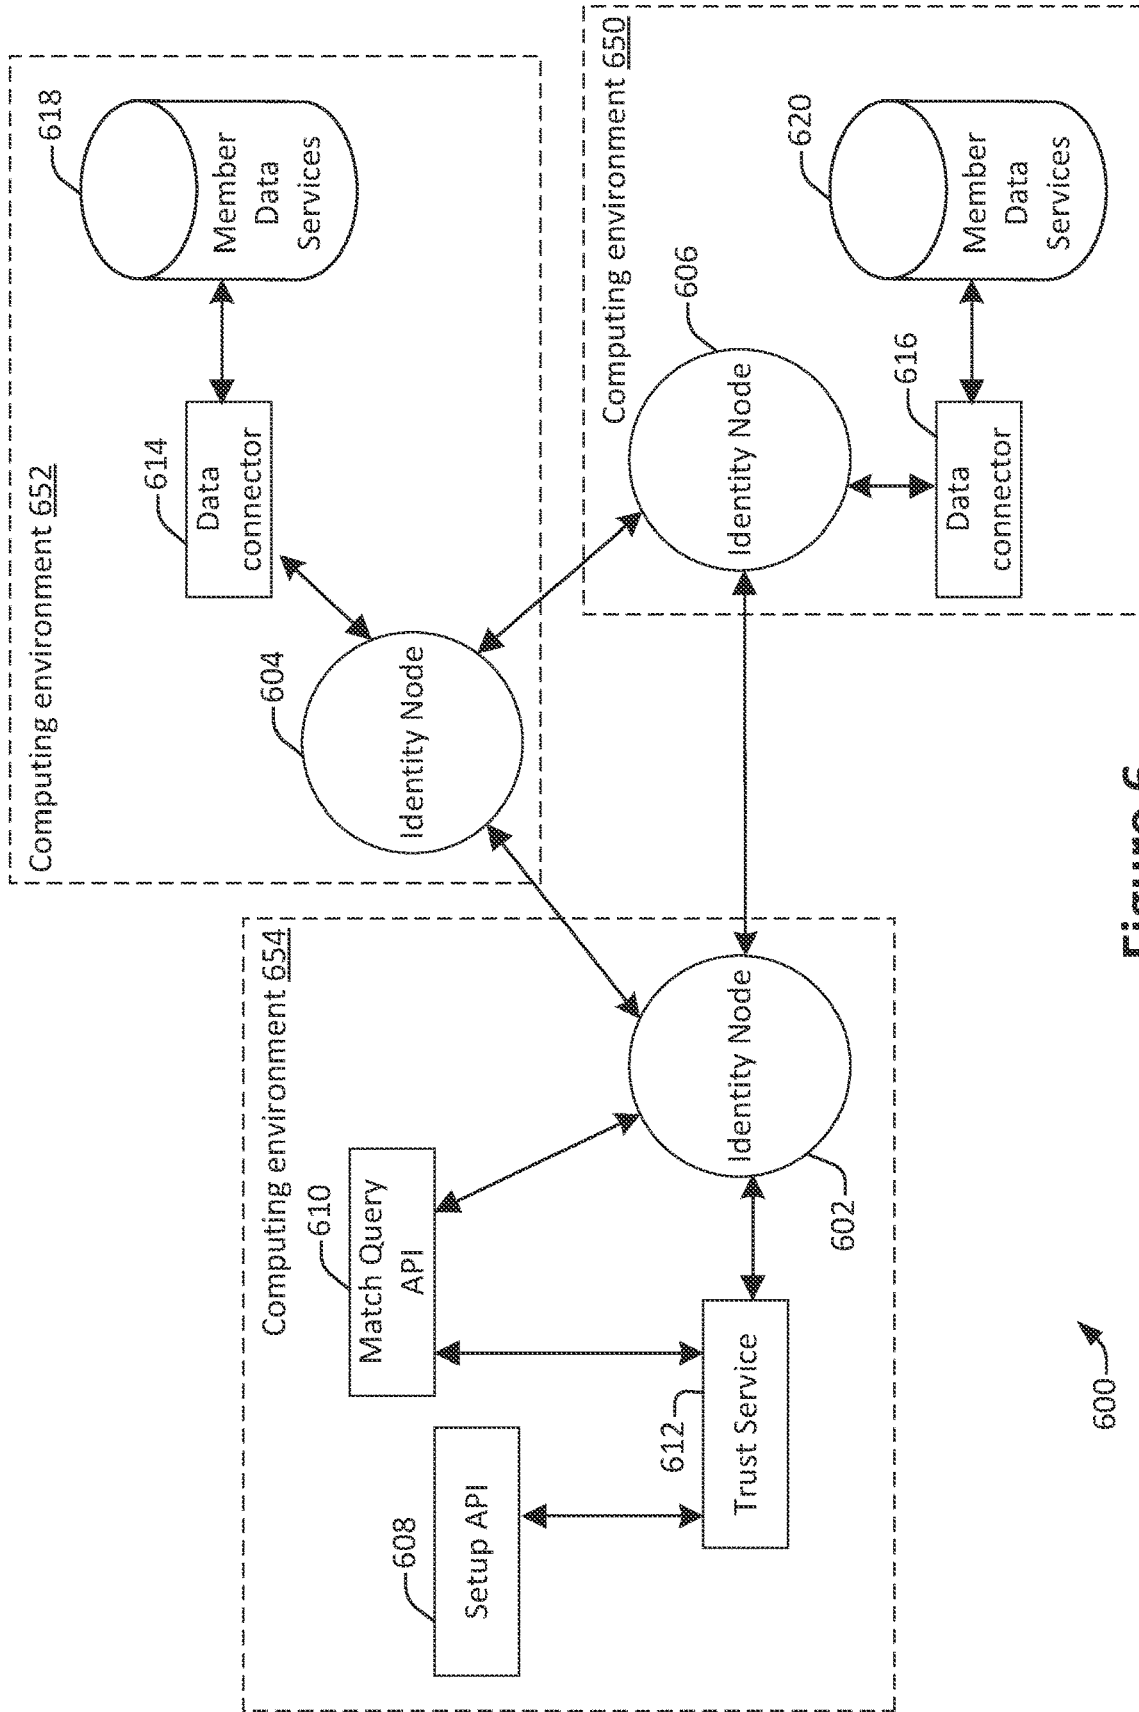 Computing environment 654
608
Setup API
610
Match Query
API
612
Trust Service
602
Identity Node
Computing environment 652
604
Identity Node
614
Data
connector
618
Member
Data
Services
Computing environment 650
606
Identity Node
616
Data
connector
620
Member
Data
Services
600
Figure 6